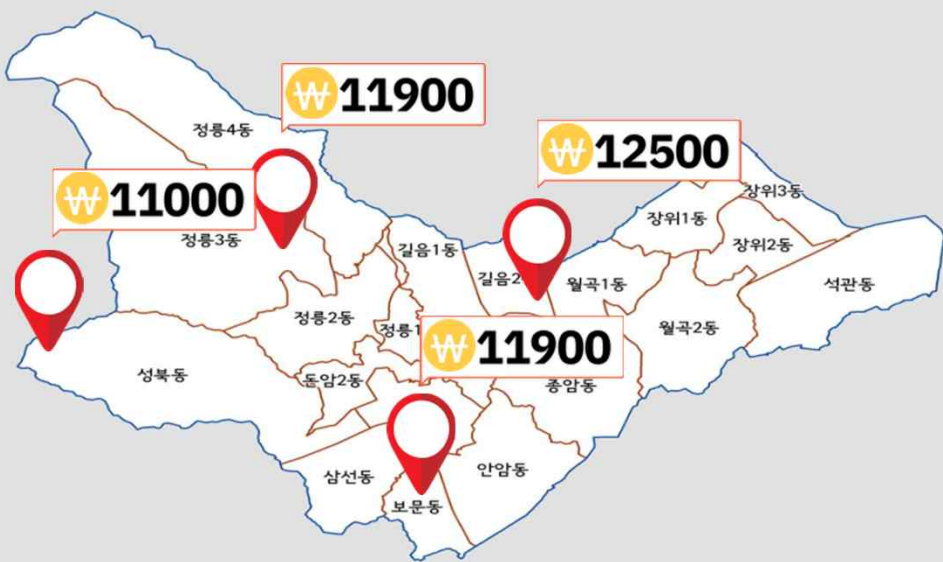 ₩11900
정릉4동
₩12500
₩11000
장위3동
장위1동
정릉3동
길음1동
장위2동
길음2
월곡1동
석관동
정릉2동
정릉1
월곡2동
₩11900
성북동
돈암2동
종암동
삼선동
안암동
보문동